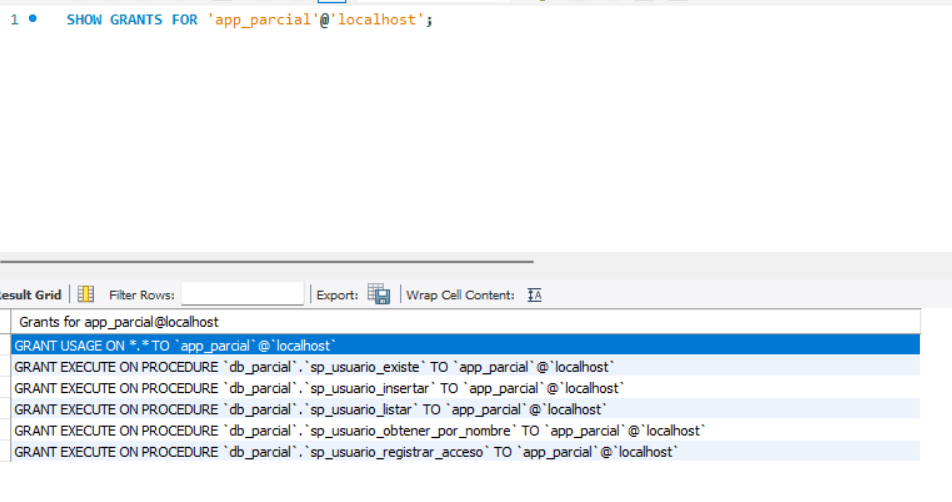 1 SHOW GRANTS FOR 'app_parcial'@'localhost';
Result Grid Filter Rows: Export: Wrap Cell Content: IA
Grants for app_parcial@localhost
GRANT USAGE ON *.* TO `app_parcial`@`localhost`
GRANT EXECUTE ON PROCEDURE `db_parcial`.`sp_usuario_existe` TO `app_parcial`@`localhost`
GRANT EXECUTE ON PROCEDURE `db_parcial`.`sp_usuario_insertar` TO `app_parcial`@`localhost`
GRANT EXECUTE ON PROCEDURE `db_parcial`.`sp_usuario_listar` TO `app_parcial`@`localhost`
GRANT EXECUTE ON PROCEDURE `db_parcial`.`sp_usuario_obtener_por_nombre` TO `app_parcial`@`localhost`
GRANT EXECUTE ON PROCEDURE `db_parcial`.`sp_usuario_registrar_acceso` TO `app_parcial`@`localhost`